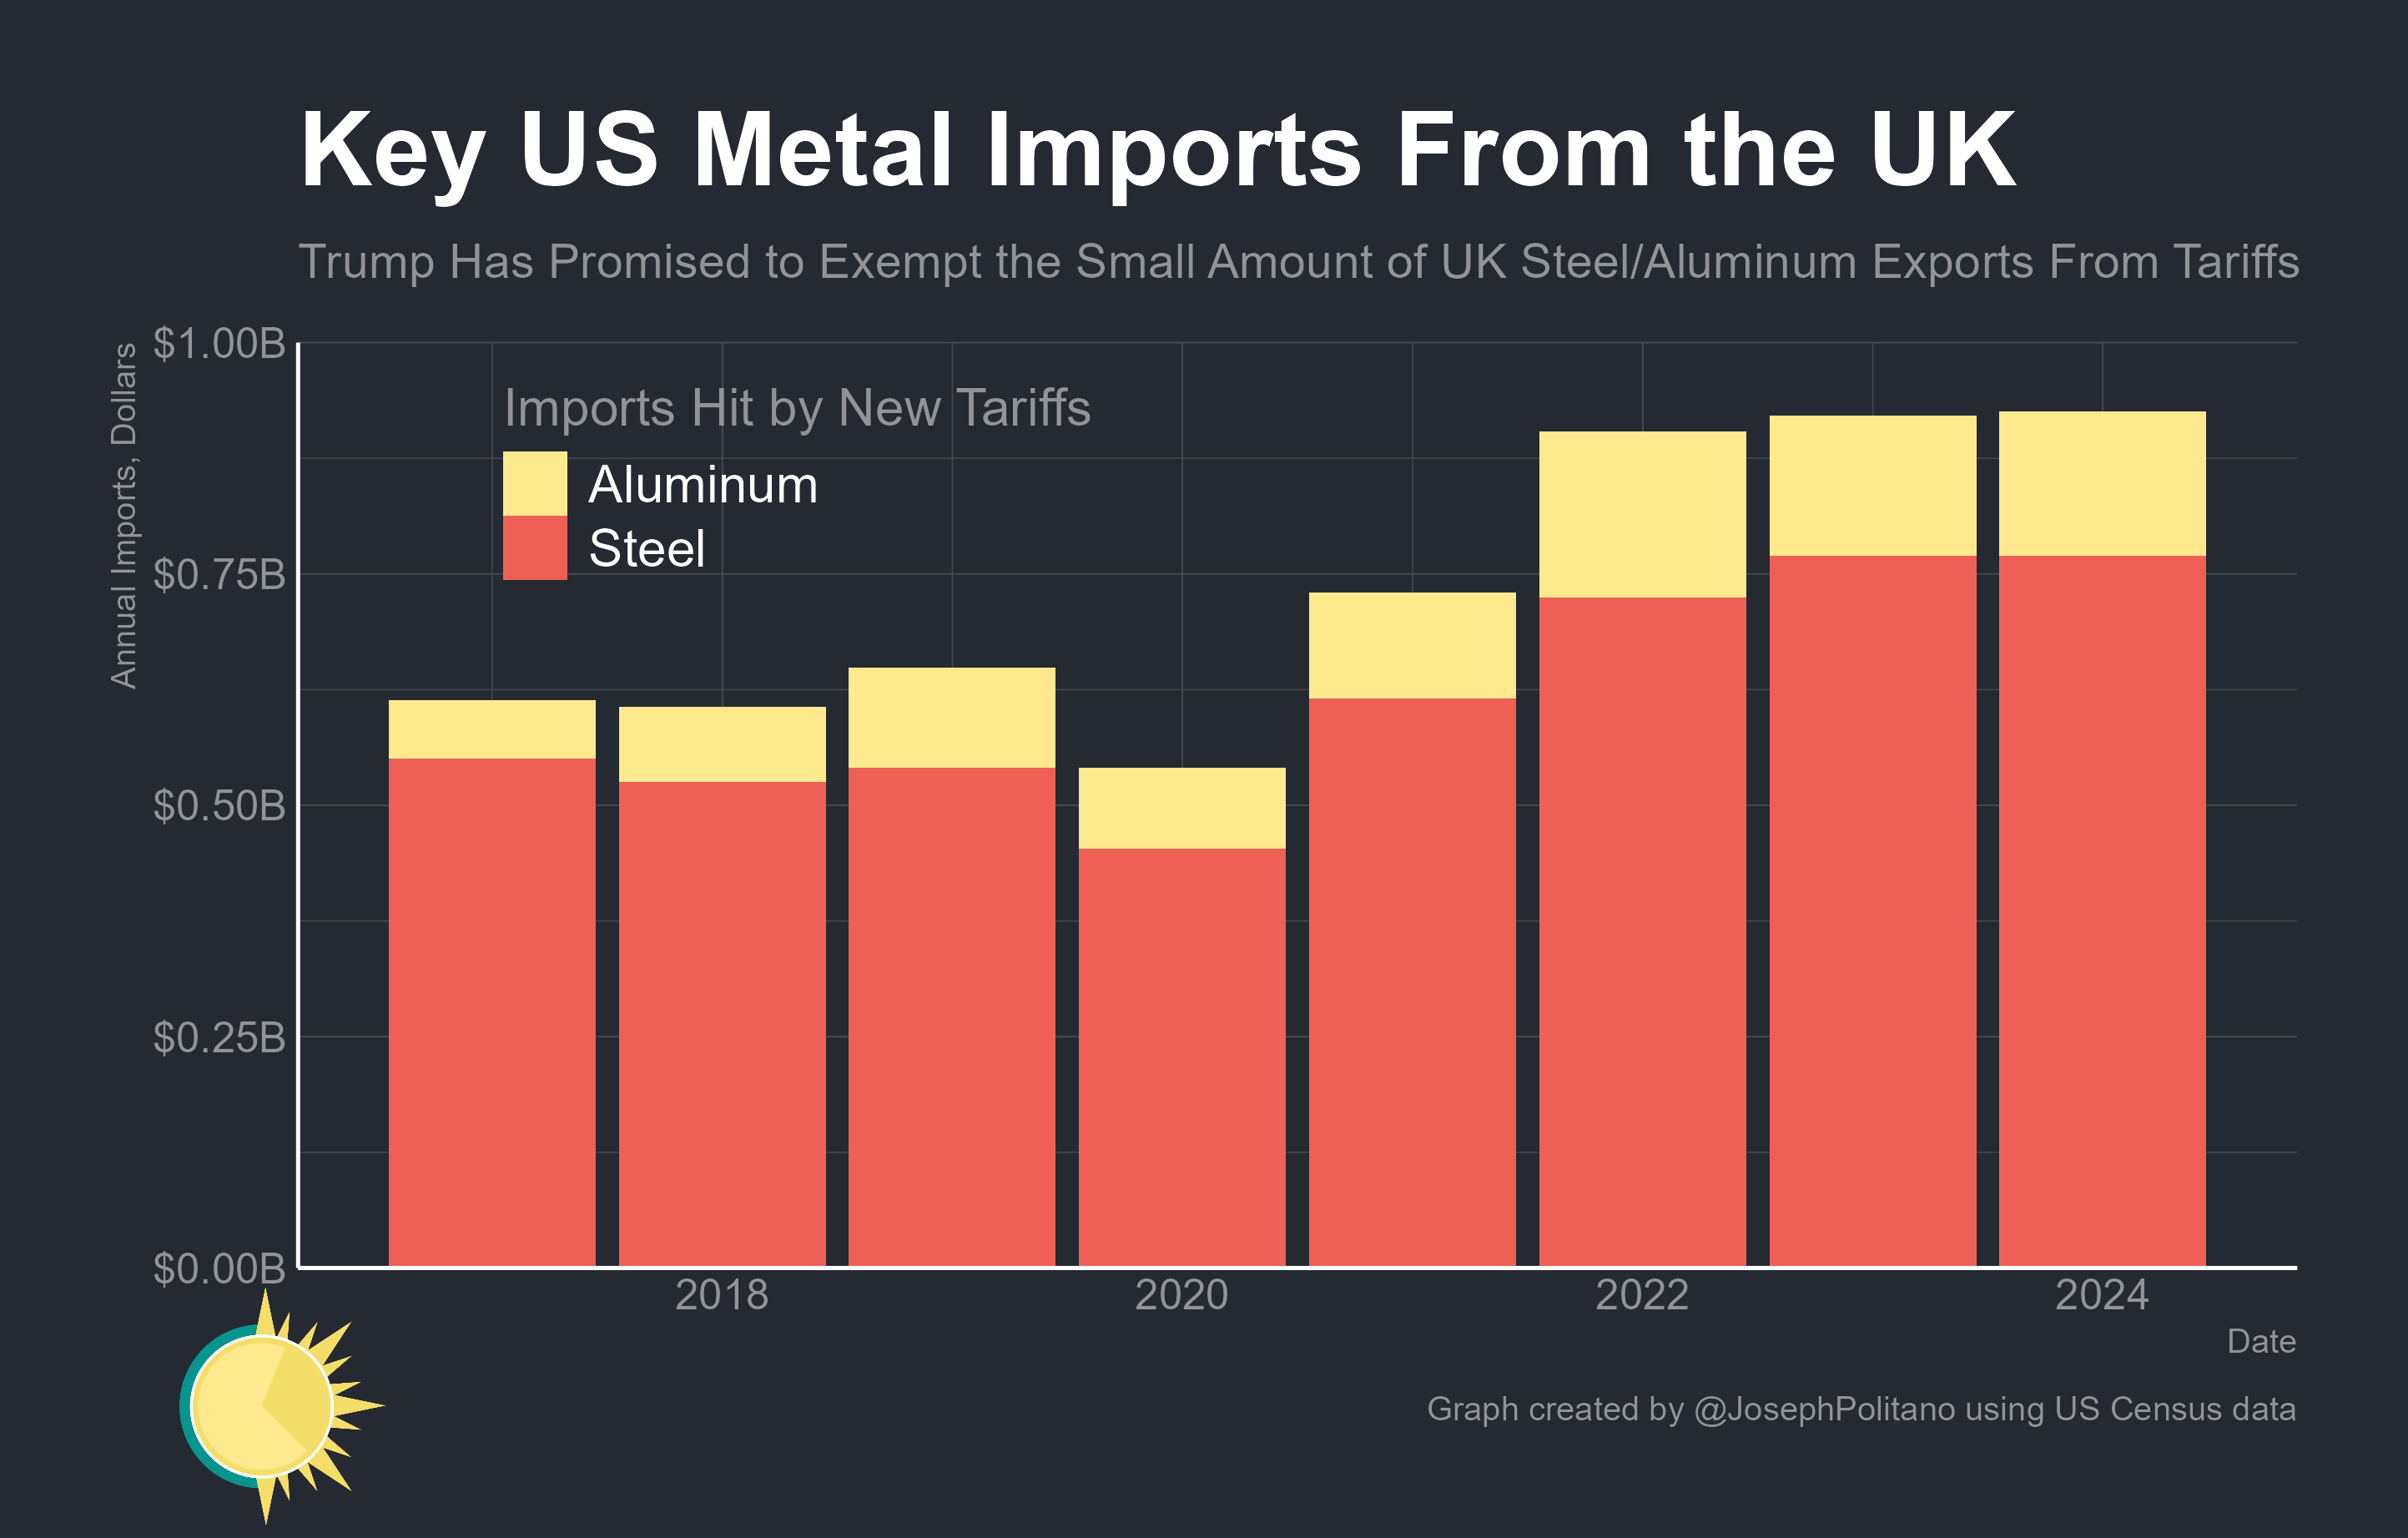 Key US Metal Imports From the UK
Trump Has Promised to Exempt the Small Amount of UK Steel/Aluminum Exports From Tariffs
Annual Imports, Dollars
$1.00B
$0.75B
$0.50B
$0.25B
$0.00B
Imports Hit by New Tariffs
Aluminum
Steel
2018 2020 2022 2024
Date
Graph created by @JosephPolitano using US Census data